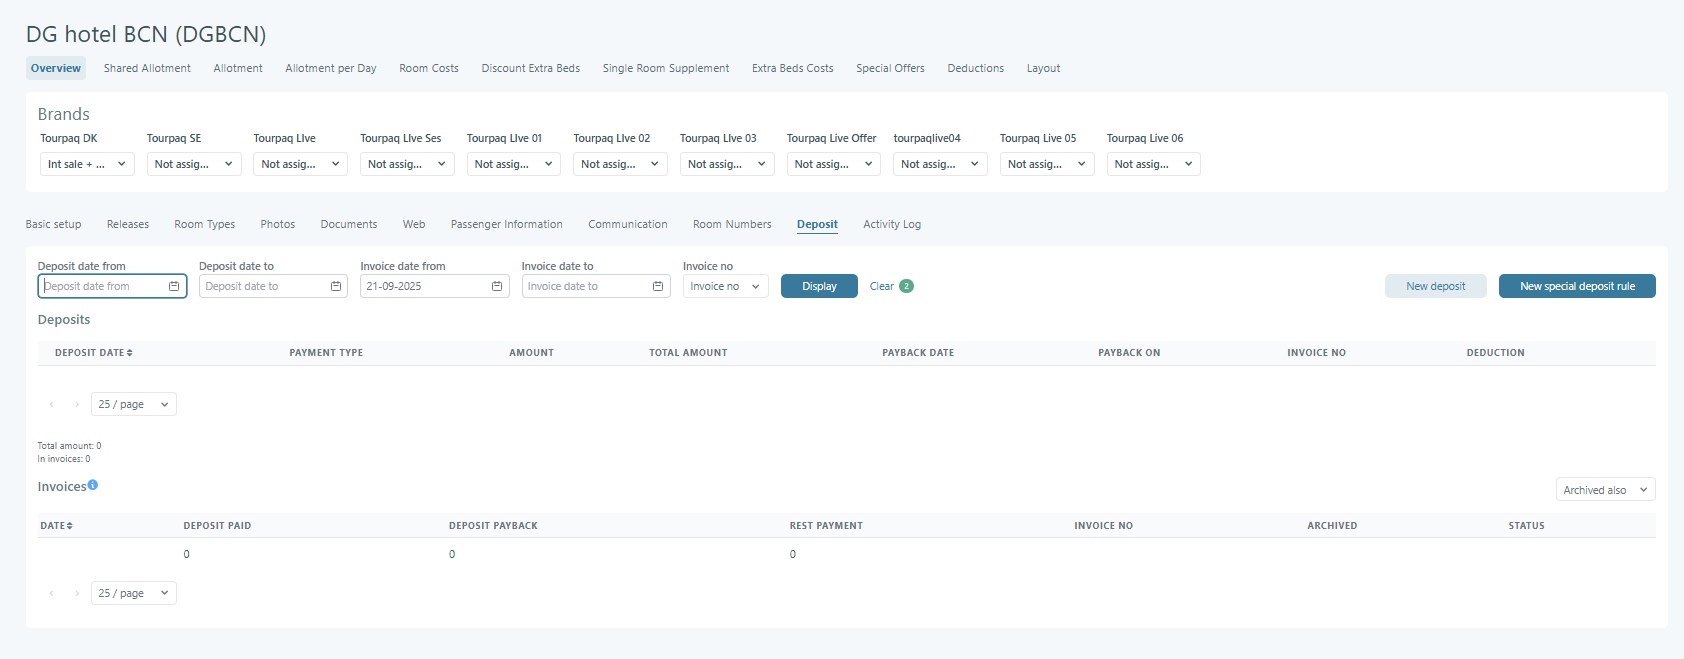 DG hotel BCN (DGBCN)
Overview Shared Allotment Allotment Allotment per Day Room Costs Discount Extra Beds Single Room Supplement Extra Beds Costs Special Offers Deductions Layout
Brands
Tourpaq DK Tourpaq SE Tourpaq LIve Tourpaq LIve Ses Tourpaq LIve 01 Tourpaq LIve 02 Tourpaq LIve 03 Tourpaq Live Offer tourpaqlive04 Tourpaq Live 05 Tourpaq Live 06
Int sale + ... Not assig... Not assig... Not assig... Not assig... Not assig... Not assig... Not assig... Not assig... Not assig... Not assig...
Basic setup Releases Room Types Photos Documents Web Passenger Information Communication Room Numbers Deposit Activity Log
Deposit date from Deposit date to Invoice date from Invoice date to Invoice no
Deposit date from Deposit date to 21-09-2025 Invoice date to Invoice no Display Clear 2 New deposit New special deposit rule
Deposits
DEPOSIT DATE PAYMENT TYPE AMOUNT TOTAL AMOUNT PAYBACK DATE PAYBACK ON INVOICE NO DEDUCTION
25 / page
Total amount: 0
In invoices: 0
Invoices
Archived also
DATE DEPOSIT PAID DEPOSIT PAYBACK REST PAYMENT INVOICE NO ARCHIVED STATUS
0 0 0
25 / page